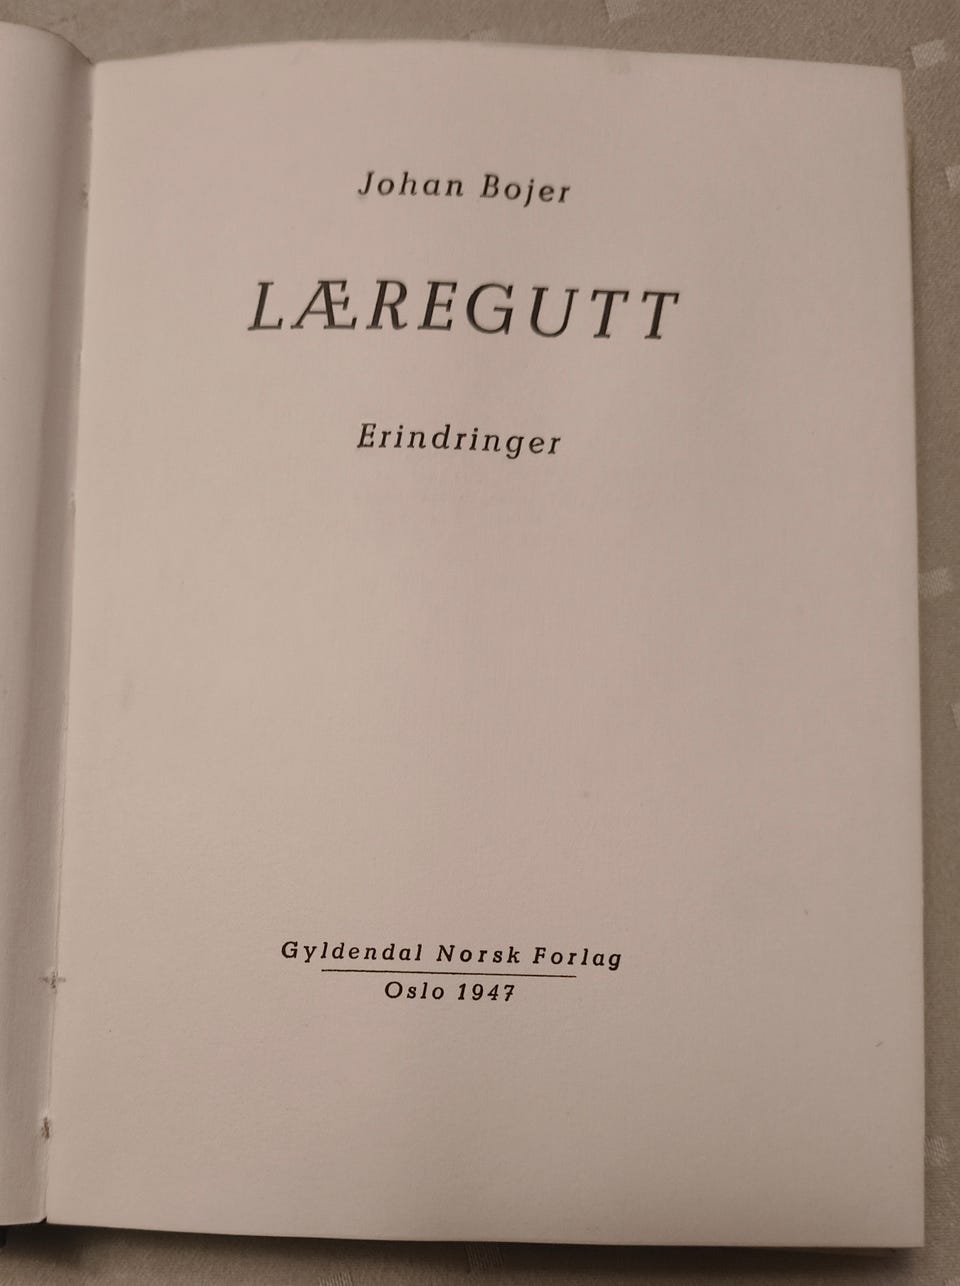 Johan Bojer
LÆREGUTT
Erindringer
Gyldendal Norsk Forlag
Oslo 1947